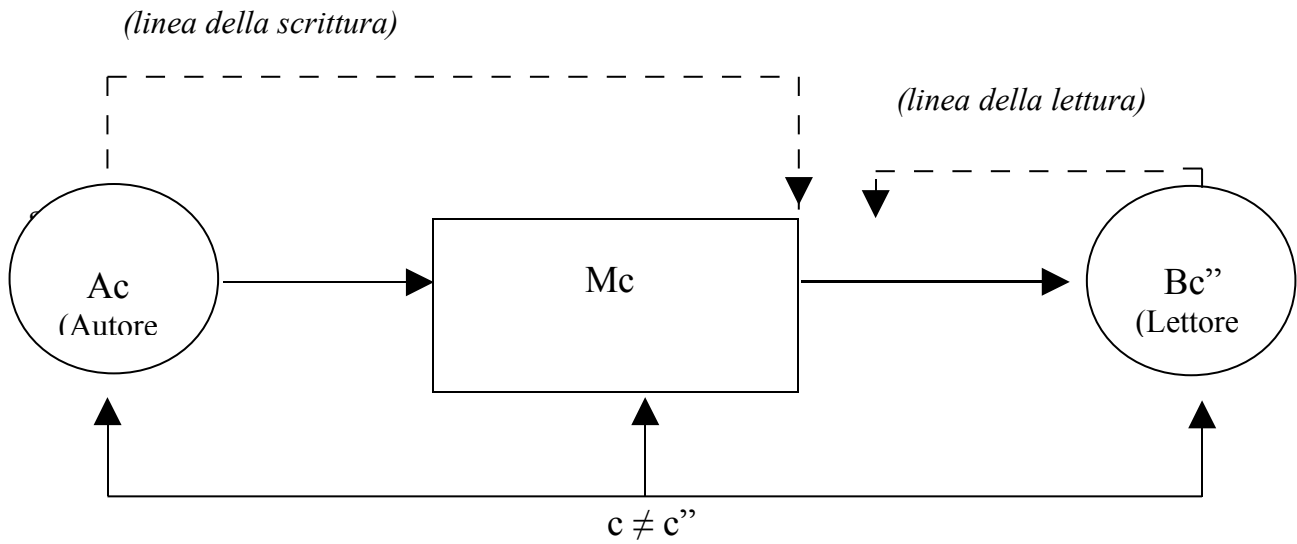 (linea della scrittura)
(linea della lettura)
Ac
(Autore
Mc
Bc”
(Lettore
c ≠ c”